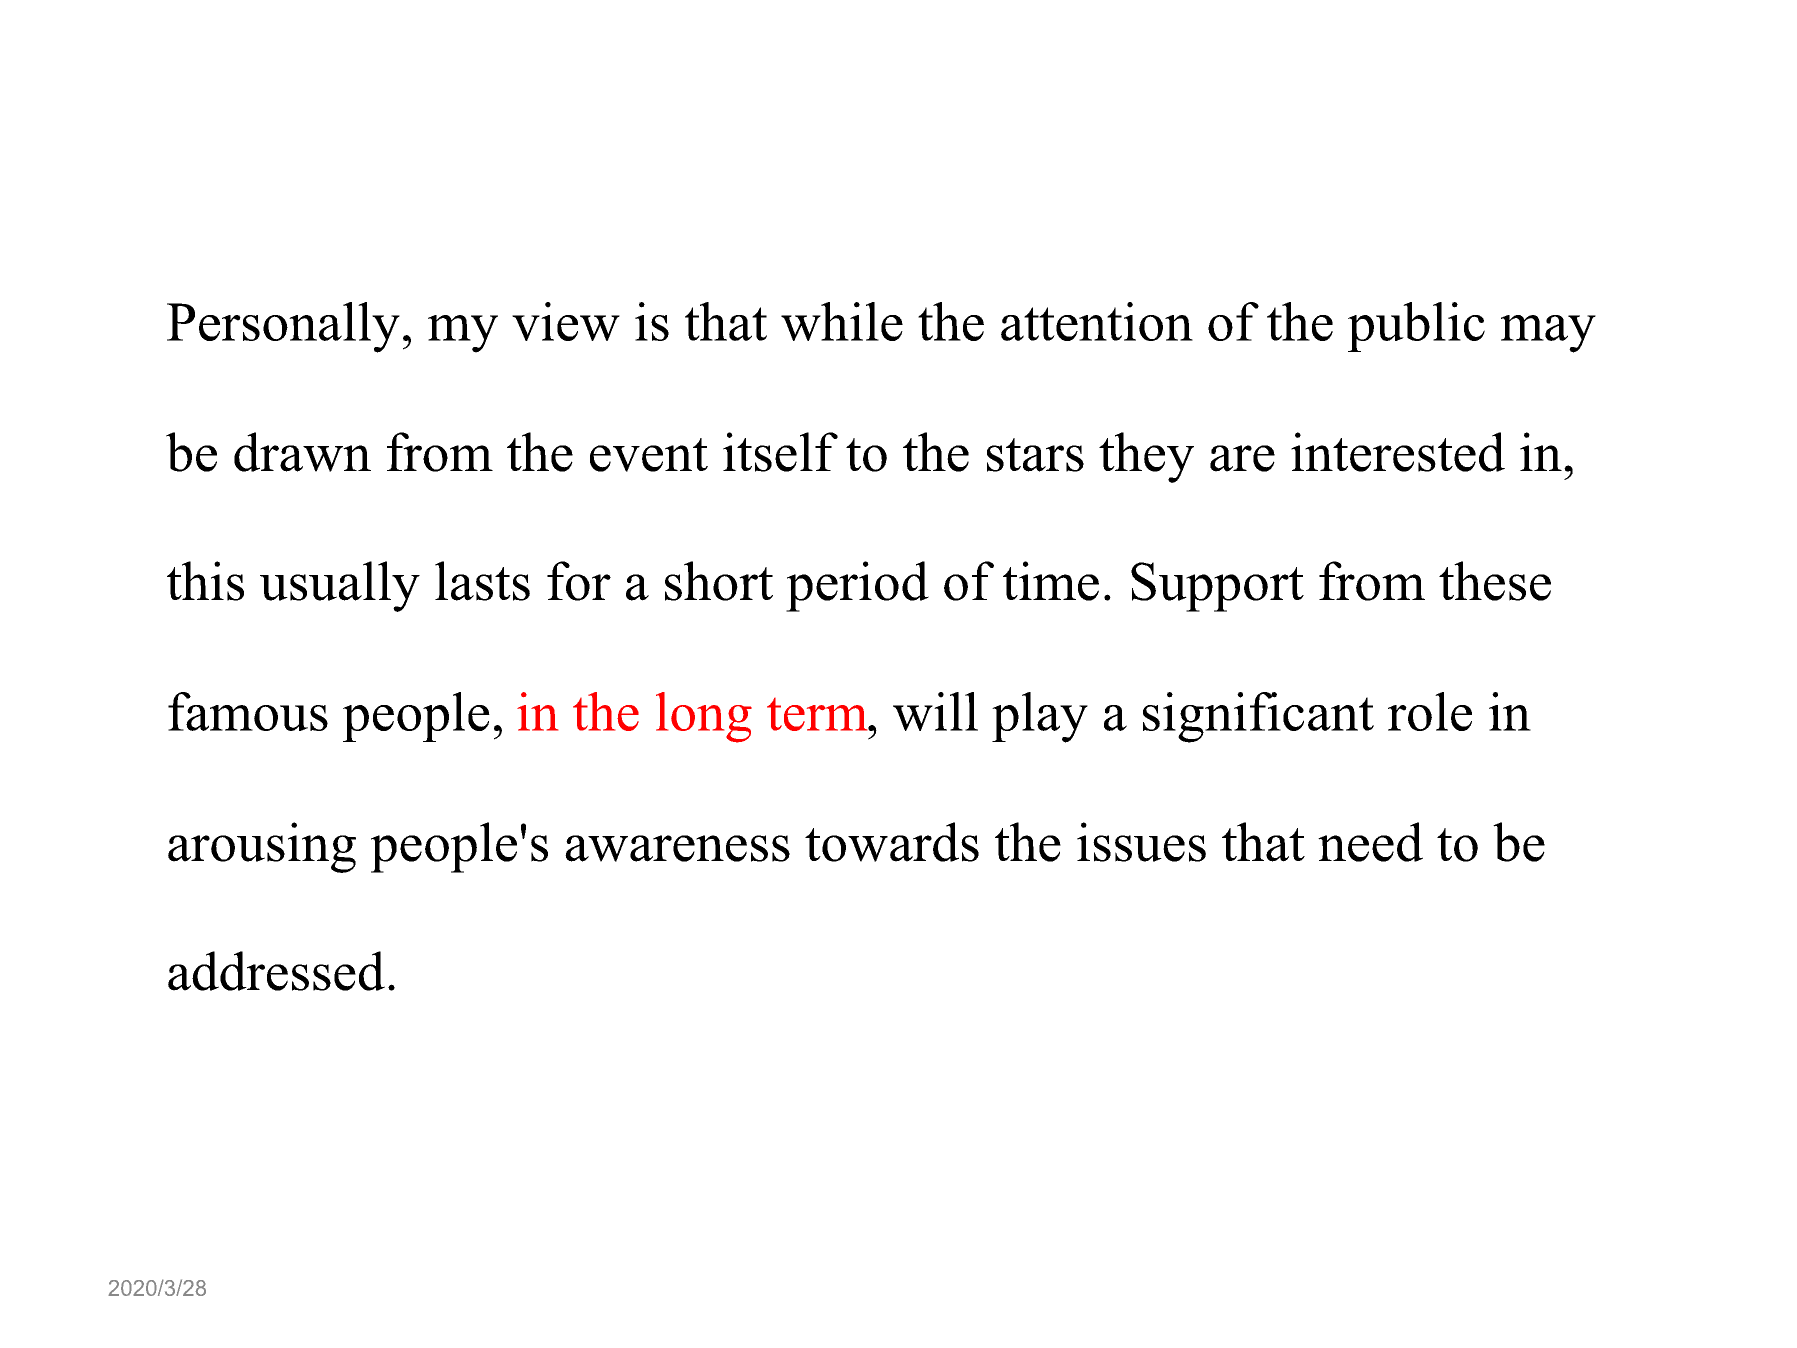 Personally, my view is that while the attention of the public may
be drawn from the event itself to the stars they are interested in,
this usually lasts for a short period of time. Support from these
famous people, in the long term, will play a significant role in
arousing people's awareness towards the issues that need to be
addressed.
2020/3/28